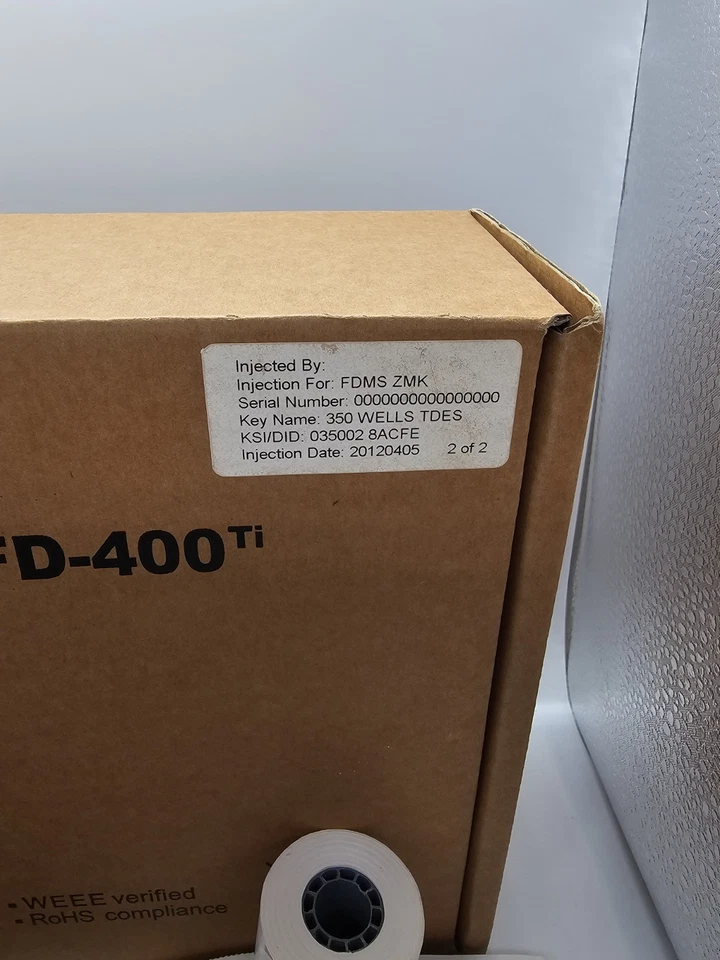 Injected By:
Injection For: FDMS ZMK
Serial Number: 0000000000000000
Key Name: 350 WELLS TDES
KSI/DID: 035002 8ACFE
Injection Date: 20120405 2 of 2
FD-400Ti
▪ WEEE verified
▪ RoHS compliance